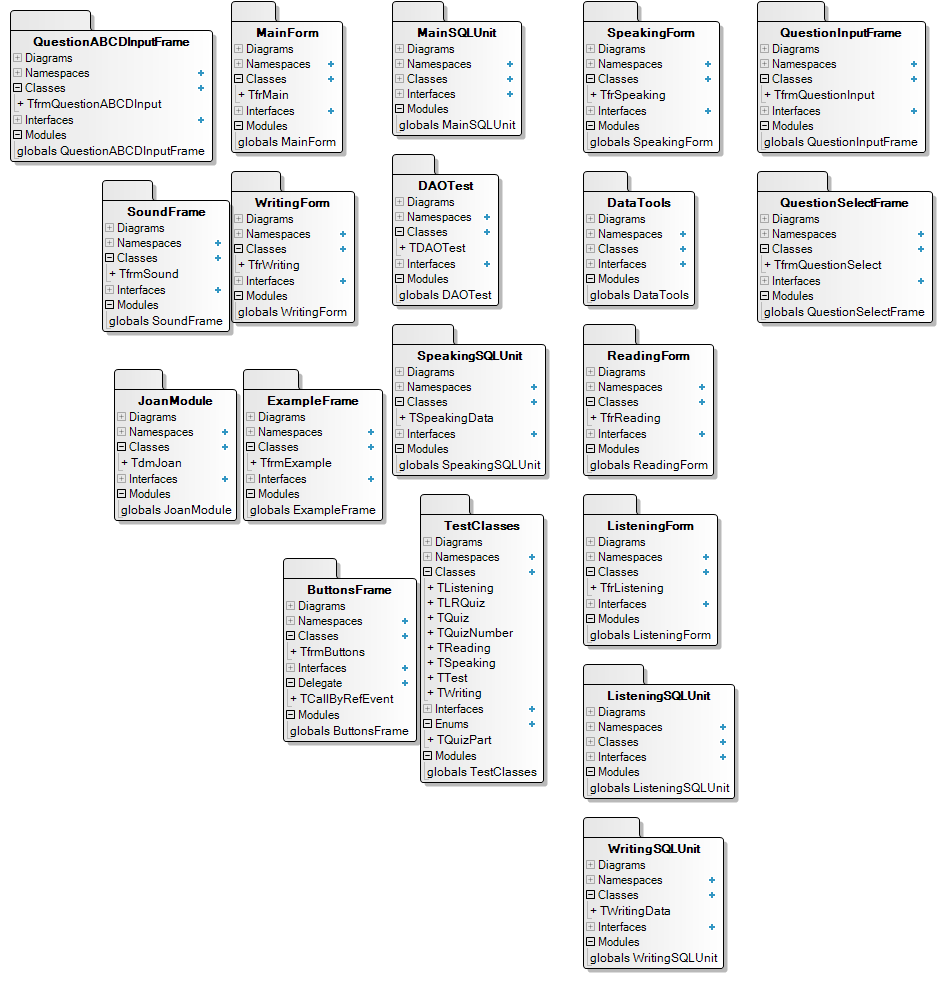 QuestionABCDInputFrame
Diagrams
Namespaces +
Classes +
+ TfrmQuestionABCDInput
Interfaces +
Modules
globals QuestionABCDInputFrame
MainForm
Diagrams
Namespaces +
Classes +
+ TfrMain
Interfaces +
Modules
globals MainForm
MainSQLUnit
Diagrams
Namespaces +
Classes +
Interfaces +
Modules
globals MainSQLUnit
SpeakingForm
Diagrams
Namespaces +
Classes +
+ TfrSpeaking
Interfaces +
Modules
globals SpeakingForm
QuestionInputFrame
Diagrams
Namespaces +
Classes +
+ TfrmQuestionInput
Interfaces +
Modules
globals QuestionInputFrame
SoundFrame
Diagrams
Namespaces +
Classes +
+ TfrmSound
Interfaces +
Modules
globals SoundFrame
WritingForm
Diagrams
Namespaces +
Classes +
+ TfrWriting
Interfaces +
Modules
globals WritingForm
DAOTest
Diagrams
Namespaces +
Classes +
+ TDAOTest
Interfaces +
Modules
globals DAOTest
DataTools
Diagrams
Namespaces +
Classes +
Interfaces +
Modules
globals DataTools
QuestionSelectFrame
Diagrams
Namespaces +
Classes +
+ TfrmQuestionSelect
Interfaces +
Modules
globals QuestionSelectFrame
JoanModule
Diagrams
Namespaces +
Classes +
+ TdmJoan
Interfaces +
Modules
globals JoanModule
ExampleFrame
Diagrams
Namespaces +
Classes +
+ TfrmExample
Interfaces +
Modules
globals ExampleFrame
SpeakingSQLUnit
Diagrams
Namespaces +
Classes +
+ TSpeakingData
Interfaces +
Modules
globals SpeakingSQLUnit
ReadingForm
Diagrams
Namespaces +
Classes +
+ TfrReading
Interfaces +
Modules
globals ReadingForm
ButtonsFrame
Diagrams
Namespaces +
Classes +
+ TfrmButtons
Interfaces +
Delegate +
+ TCallByRefEvent
Modules
globals ButtonsFrame
TestClasses
Diagrams
Namespaces +
Classes +
+ TListening
+ TLRQuiz
+ TQuiz
+ TQuizNumber
+ TReading
+ TSpeaking
+ TTest
+ TWriting
Interfaces +
Enums +
+ TQuizPart
Modules
globals TestClasses
ListeningForm
Diagrams
Namespaces +
Classes +
+ TfrListening
Interfaces +
Modules
globals ListeningForm
ListeningSQLUnit
Diagrams
Namespaces +
Classes +
Interfaces +
Modules
globals ListeningSQLUnit
WritingSQLUnit
Diagrams
Namespaces +
Classes +
+ TWritingData
Interfaces +
Modules
globals WritingSQLUnit